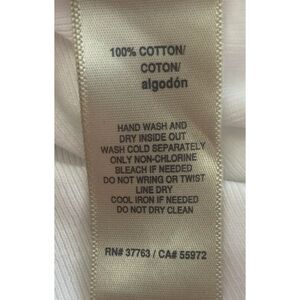 100% COTTON/
COTON/
algodón
HAND WASH AND
DRY INSIDE OUT
WASH COLD SEPARATELY
ONLY NON-CHLORINE
BLEACH IF NEEDED
DO NOT WRING OR TWIST
LINE DRY
COOL IRON IF NEEDED
DO NOT DRY CLEAN
RN# 37763 / CA# 55972